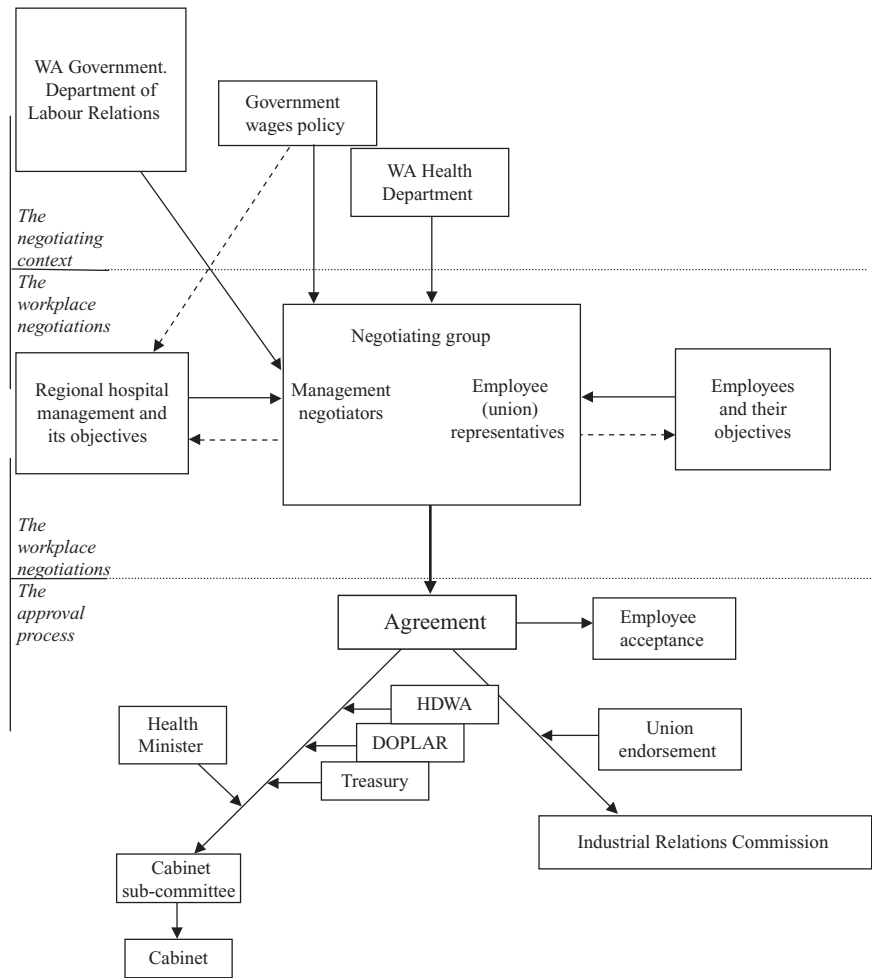 WA Government.
Department of
Labour Relations
Government
wages policy
WA Health
Department
The
negotiating
context
The
workplace
negotiations
Negotiating group
Regional hospital
management and
its objectives
Management
negotiators
Employee
(union)
representatives
Employees
and their
objectives
The
workplace
negotiations
The
approval
process
Agreement
Employee
acceptance
HDWA
Health
Minister
DOPLAR
Union
endorsement
Treasury
Industrial Relations Commission
Cabinet
sub-committee
Cabinet